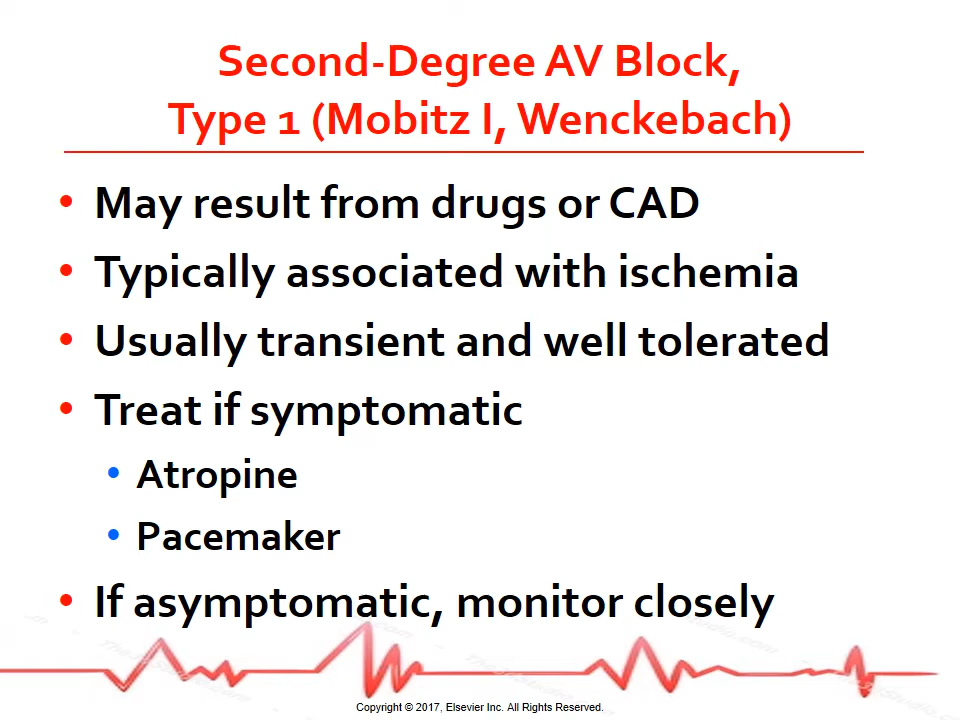 Second-Degree AV Block,
Type 1 (Mobitz I, Wenckebach)
• May result from drugs or CAD
• Typically associated with ischemia
• Usually transient and well tolerated
• Treat if symptomatic
• Atropine
• Pacemaker
• If asymptomatic, monitor closely
Copyright © 2017, Elsevier Inc. All Rights Reserved.